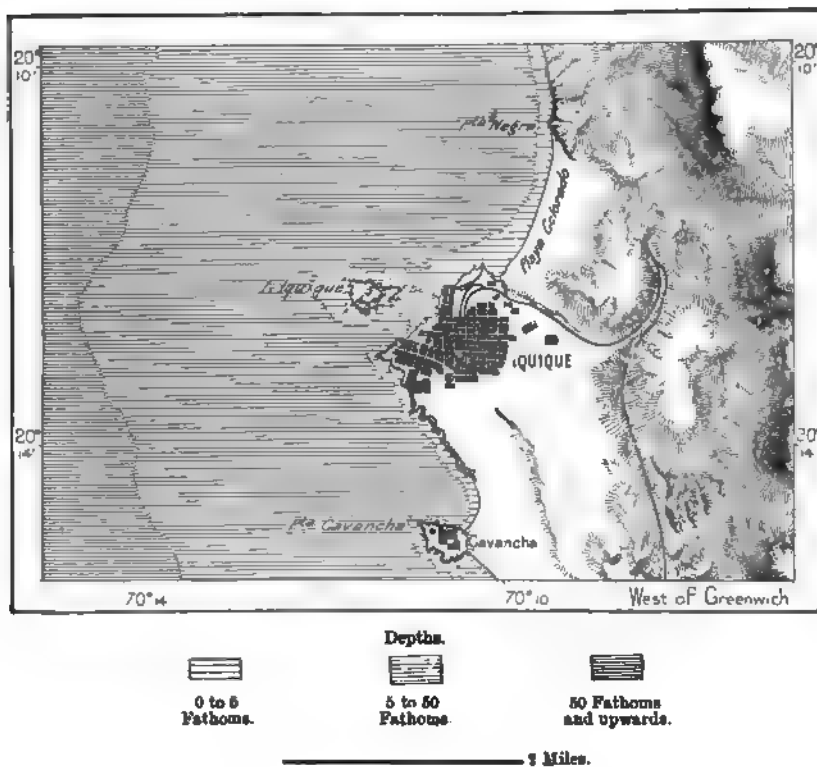 20° 20°
10' 10'
Pta Negra
Playa Colorada
I. Iquique
IQUIQUE
20° 20°
14' 14
Pta Cavancha
Cavancha
70°14 70°10 West of Greenwich
Depths.
0 to 5 5 to 50 50 Fathoms
Fathoms. Fathoms and upwards.
Miles.